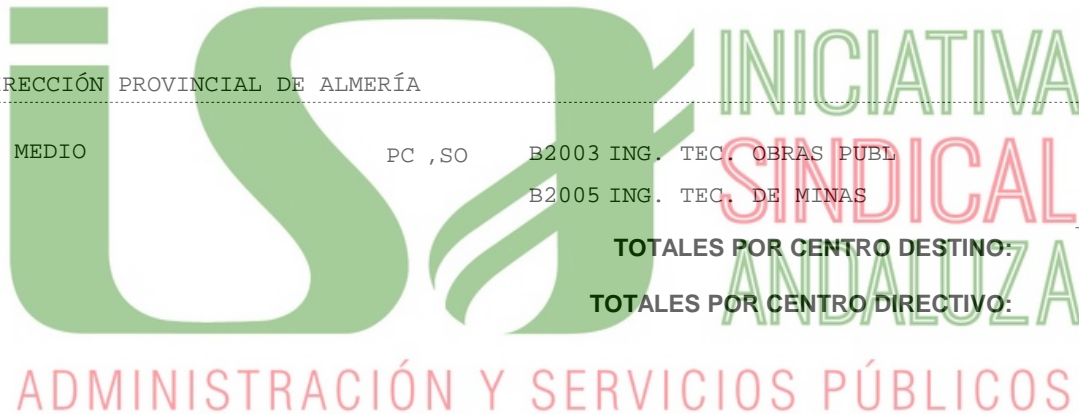 isa
INICIATIVA
RECCIÓN PROVINCIAL DE ALMERÍA
MEDIO PC ,SO B2003 ING. TEC. OBRAS PUBL
SINDICAL
B2005 ING. TEC. DE MINAS
TOTALES POR CENTRO DESTINO:
ANDALUZA
TOTALES POR CENTRO DIRECTIVO:
ADMINISTRACIÓN Y SERVICIOS PÚBLICOS